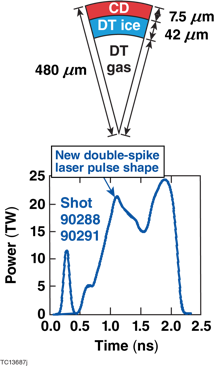 CD
DT ice
DT
gas
7.5 μm
42 μm
480 μm
New double-spike
laser pulse shape
Shot
90288
90291
Power (TW)
25
20
15
10
5
0
0.0 0.5 1.0 1.5 2.0 2.5
Time (ns)
TC13687j